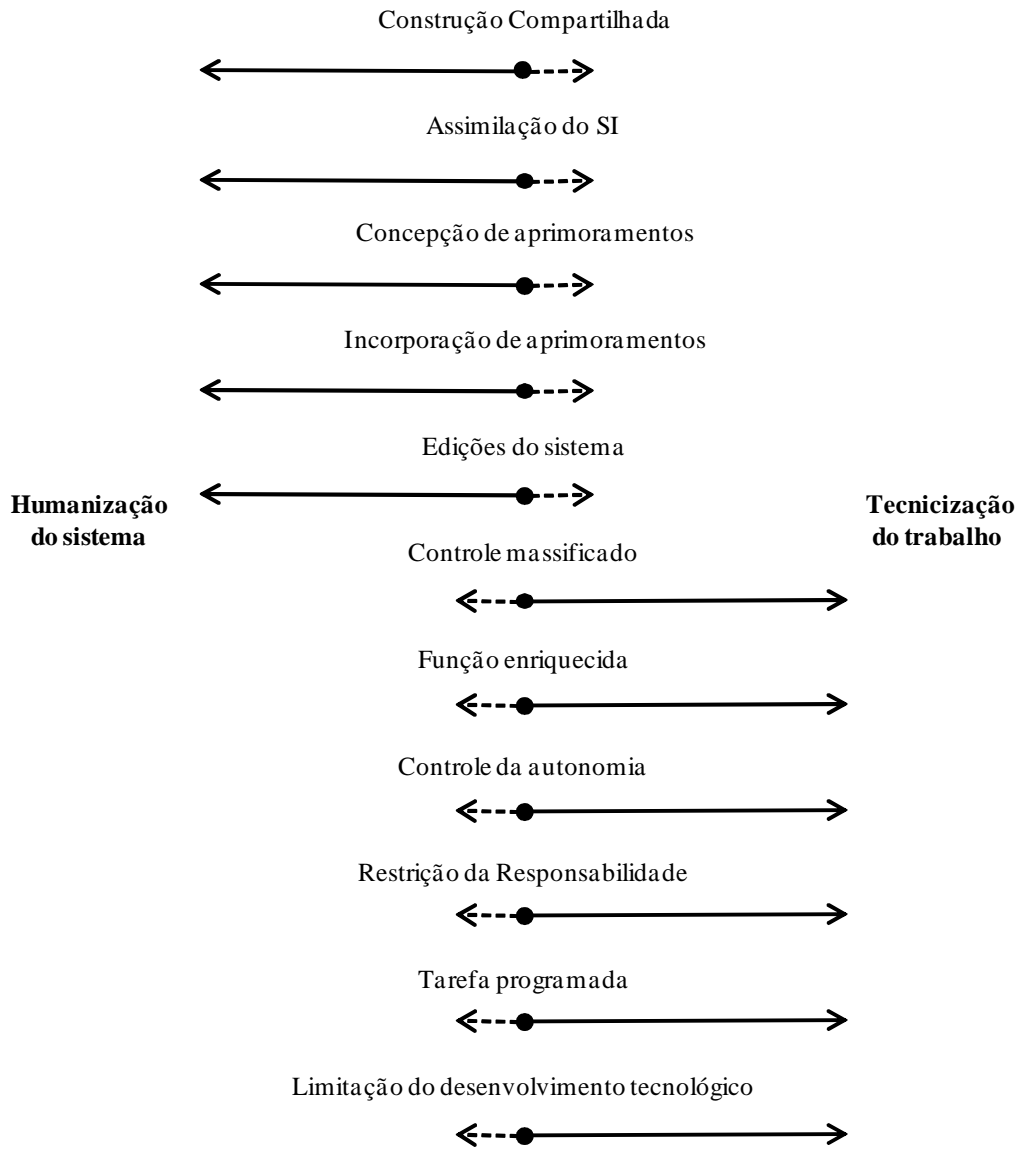 Construção Compartilhada
Assimilação do SI
Concepção de aprimoramentos
Incorporação de aprimoramentos
Edições do sistema
Humanização
do sistema
Tecnicização
do trabalho
Controle massificado
Função enriquecida
Controle da autonomia
Restrição da Responsabilidade
Tarefa programada
Limitação do desenvolvimento tecnológico